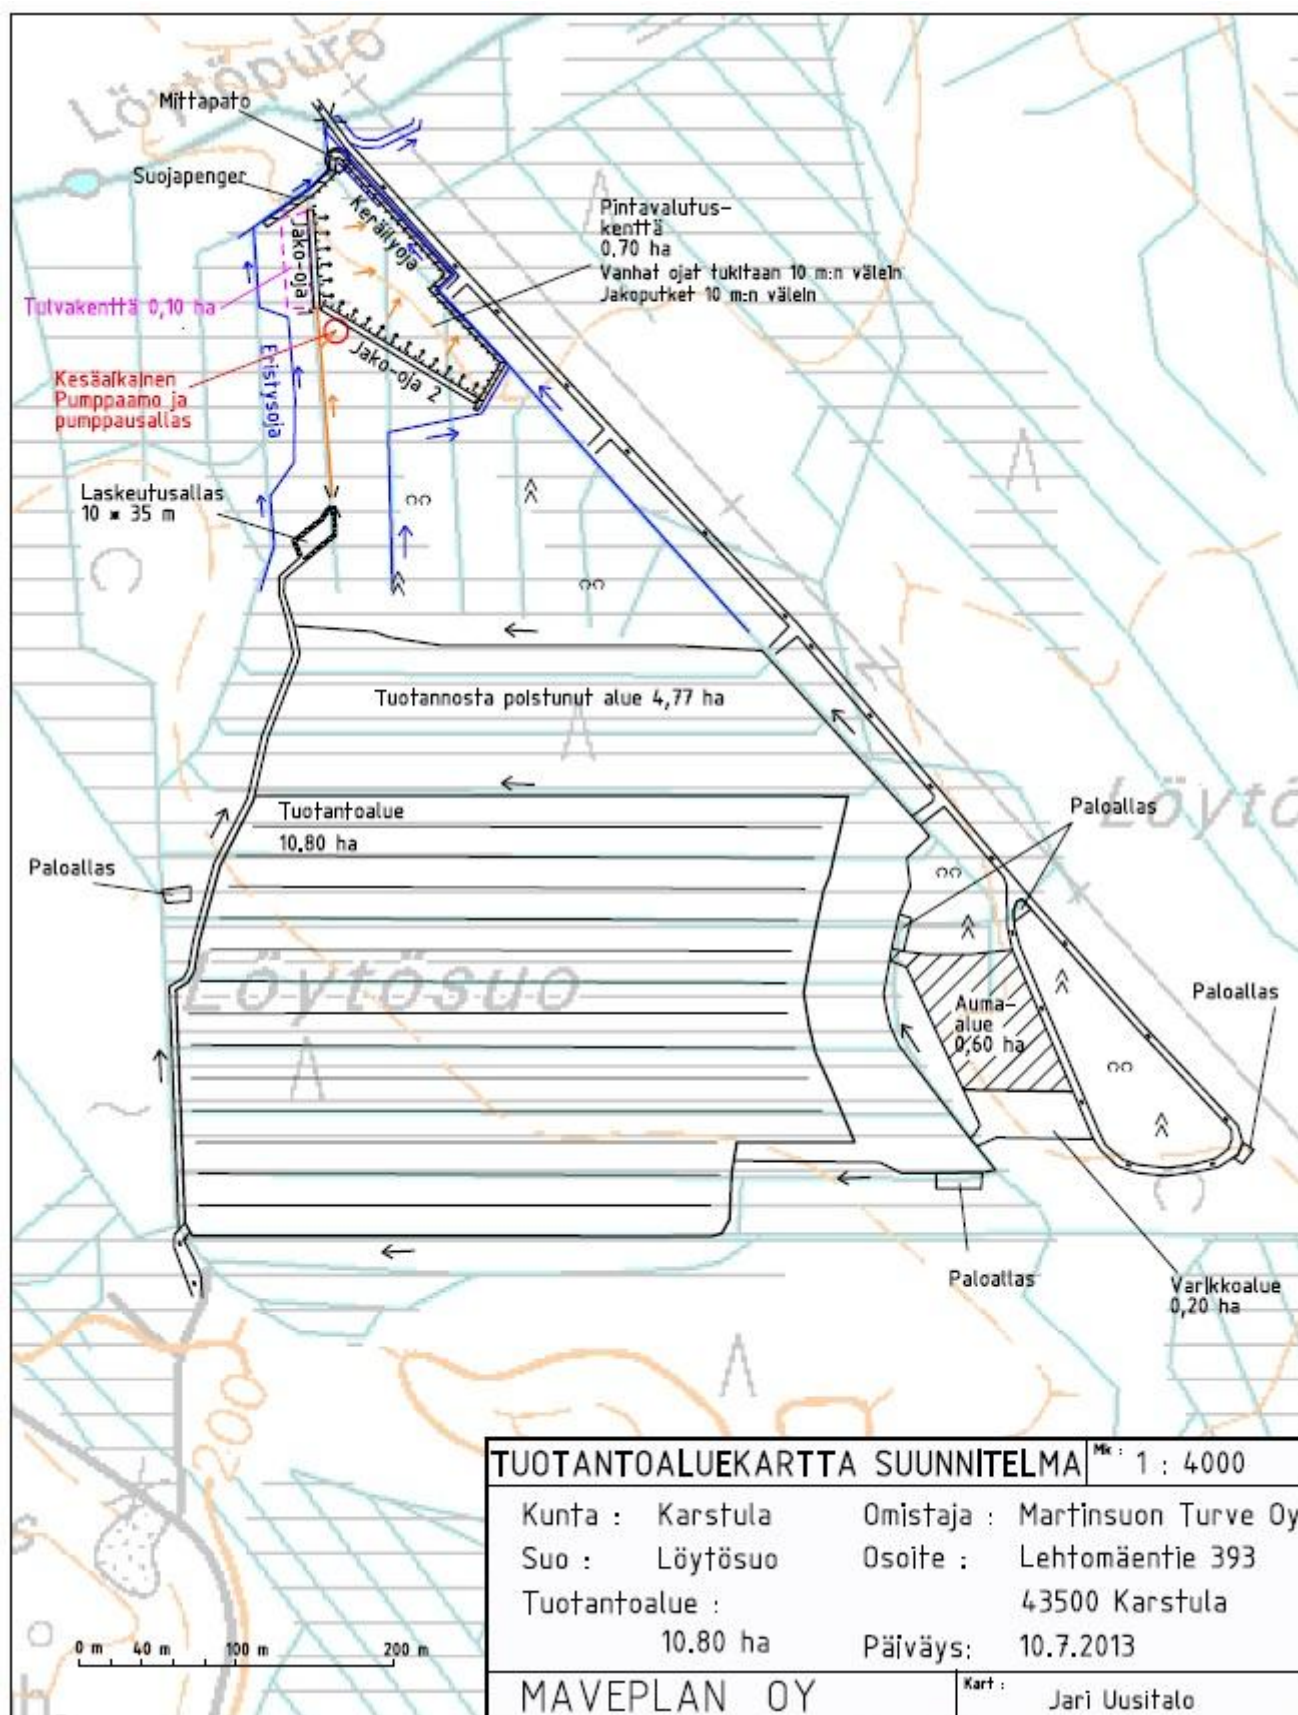 Löytöpuro
Mittapato
Suojapenger
Jako-oja
Keräilyoja
Pintavalutus-
kenttä
0,70 ha
Vanhat ojat tukitaan 10 m:n välein
Jakoputket 10 m:n välein
Tulvakenttä 0,10 ha
Jako-oja 2
Eristysoja
Kesäaikainen
Pumppaamo ja
pumppausallas
Laskeutusallas
10 * 35 m
Tuotannosta poistunut alue 4,77 ha
Tuotantoalue
10.80 ha
Paloallas
Löytö
Paloallas
Löytösuo
Auma-
alue
0,60 ha
Paloallas
Paloallas
Varikkoalue
0,20 ha
200
0 m 40 m 100 m 200 m
TUOTANTOALUEKARTTA SUUNNITELMA Mk : 1 : 4000
Kunta : Karstula Omistaja : Martinsuon Turve Oy
Suo : Löytösuo Osoite : Lehtomäentie 393
Tuotantoalue : 43500 Karstula
10.80 ha Päiväys: 10.7.2013
MAVEPLAN OY Kart : Jari Uusitalo